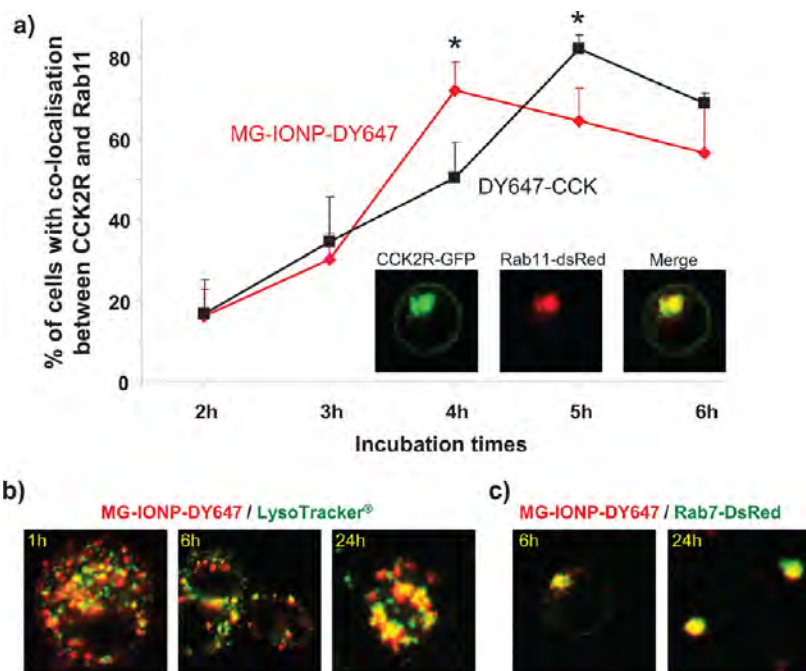 a)
% of cells with co-localisation
between CCK2R and Rab11
80
60
40
20
0
*
*
MG-IONP-DY647
DY647-CCK
CCK2R-GFP Rab11-dsRed Merge
2h 3h 4h 5h 6h
Incubation times
b)
MG-IONP-DY647 / LysoTracker®
1h 6h 24h
c)
MG-IONP-DY647 / Rab7-DsRed
6h 24h